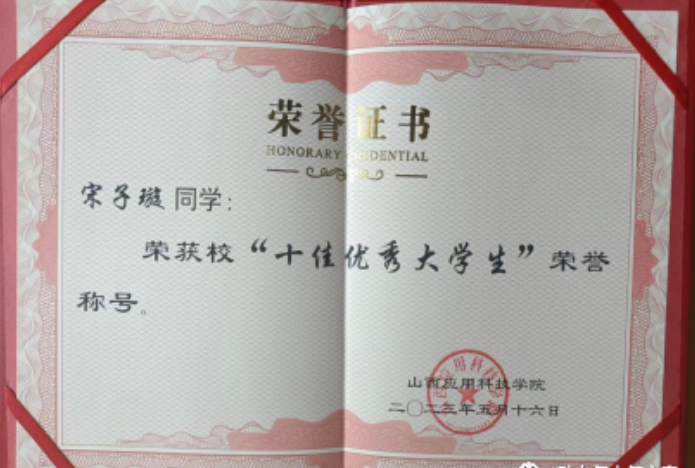 荣誉证书
HONORARY CREDENTIAL
宋子璇 同学：
荣获校“十佳优秀大学生”荣誉
称号。
山西应用科技学院
二〇二三年五月十六日